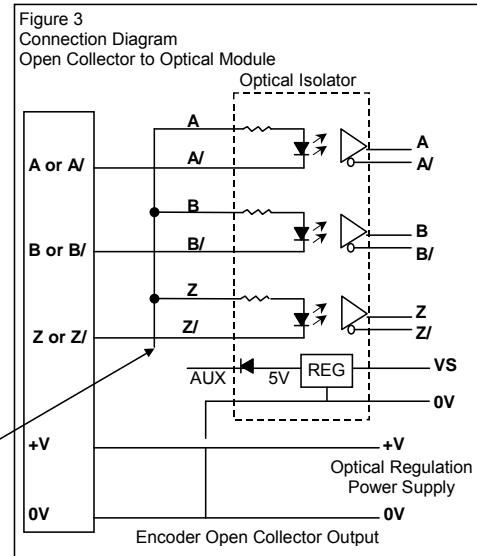 Figure 3
Connection Diagram
Open Collector to Optical Module
Optical Isolator
A
A
A or A/
A/
A/
B
B
B or B/
B/
B/
Z
Z
Z or Z/
Z/
Z/
AUX
5V
REG
VS
0V
+V
+V
Optical Regulation
Power Supply
0V
0V
Encoder Open Collector Output